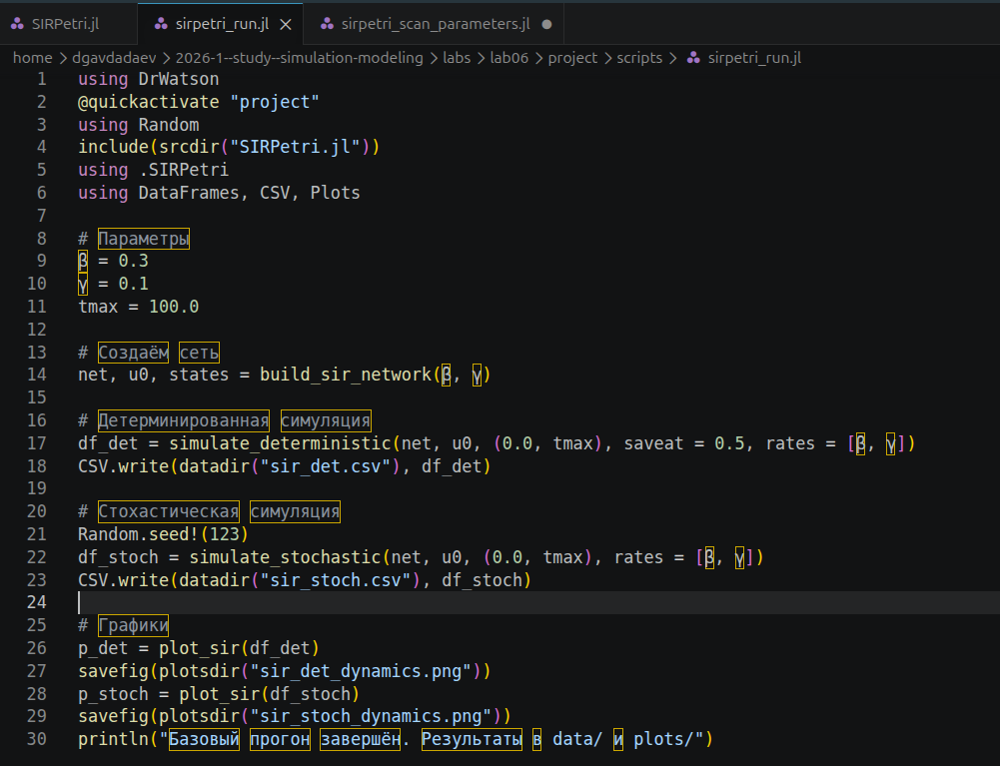 SIRPetri.jl sirpetri_run.jl sirpetri_scan_parameters.jl
home > dgavdadaev > 2026-1--study--simulation-modeling > labs > lab06 > project > scripts > sirpetri_run.jl
1 using DrWatson
2 @quickactivate "project"
3 using Random
4 include(srcdir("SIRPetri.jl"))
5 using .SIRPetri
6 using DataFrames, CSV, Plots
7
8 # Параметры
9 β = 0.3
10 γ = 0.1
11 tmax = 100.0
12
13 # Создаём сеть
14 net, u0, states = build_sir_network(β, γ)
15
16 # Детерминированная симуляция
17 df_det = simulate_deterministic(net, u0, (0.0, tmax), saveat = 0.5, rates = [β, γ])
18 CSV.write(datadir("sir_det.csv"), df_det)
19
20 # Стохастическая симуляция
21 Random.seed!(123)
22 df_stoch = simulate_stochastic(net, u0, (0.0, tmax), rates = [β, γ])
23 CSV.write(datadir("sir_stoch.csv"), df_stoch)
24
25 # Графики
26 p_det = plot_sir(df_det)
27 savefig(plotsdir("sir_det_dynamics.png"))
28 p_stoch = plot_sir(df_stoch)
29 savefig(plotsdir("sir_stoch_dynamics.png"))
30 println("Базовый прогон завершён. Результаты в data/ и plots/")